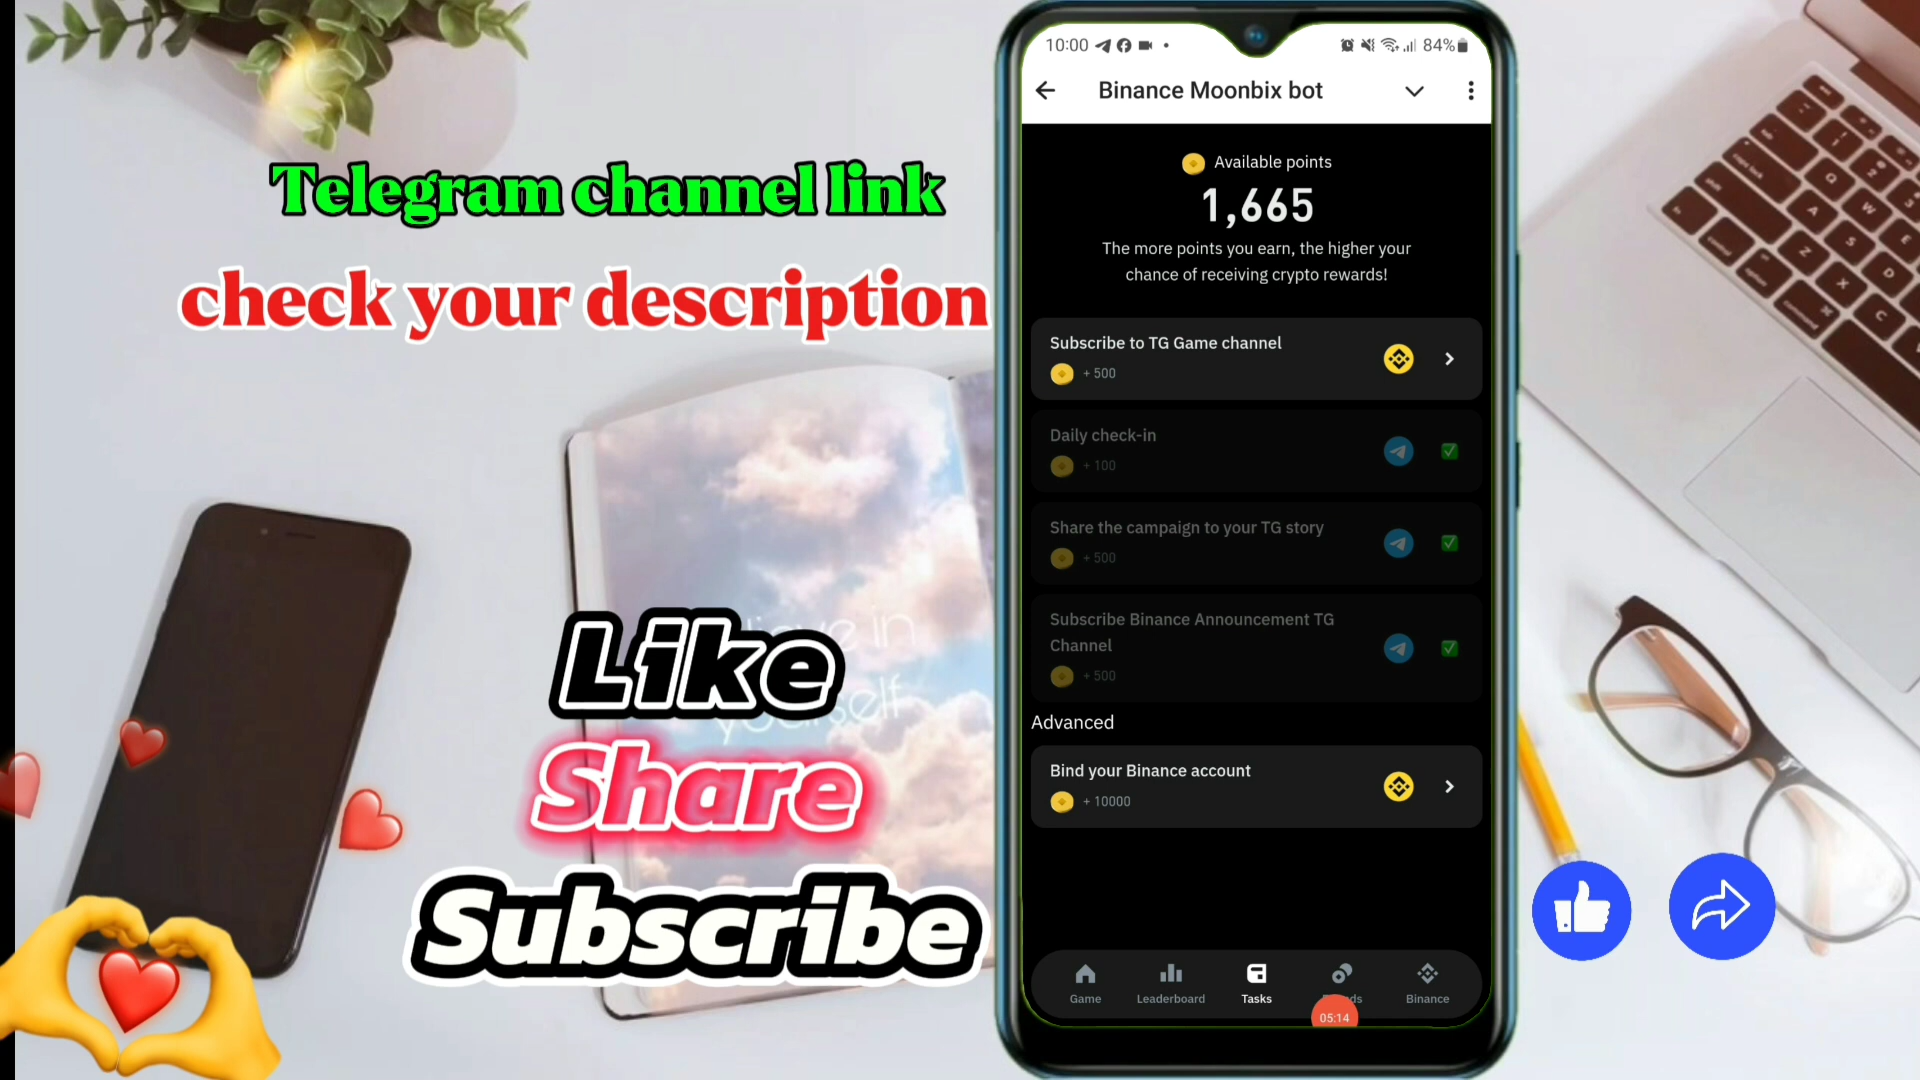 Telegram channel link
check your description
Like
Share
Subscribe
believe in
yourself
10:00
84%
Binance Moonbix bot
Available points
1,665
The more points you earn, the higher your
chance of receiving crypto rewards!
Subscribe to TG Game channel
+ 500
Daily check-in
+ 100
Share the campaign to your TG story
+ 500
Subscribe Binance Announcement TG
Channel
+ 500
Advanced
Bind your Binance account
+ 10000
Game
Leaderboard
Tasks
Binance
05:14